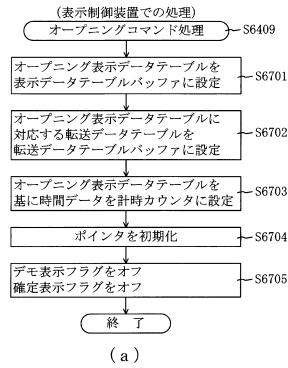 (表示制御装置での処理)
オープニングコマンド処理
S6409
オープニング表示データテーブルを
表示データテーブルバッファに設定
S6701
オープニング表示データテーブルに
対応する転送データテーブルを
転送データテーブルバッファに設定
S6702
オープニング表示データテーブルを
基に時間データを計時カウンタに設定
S6703
ポインタを初期化
S6704
デモ表示フラグをオフ
確定表示フラグをオフ
S6705
終 了
(a)